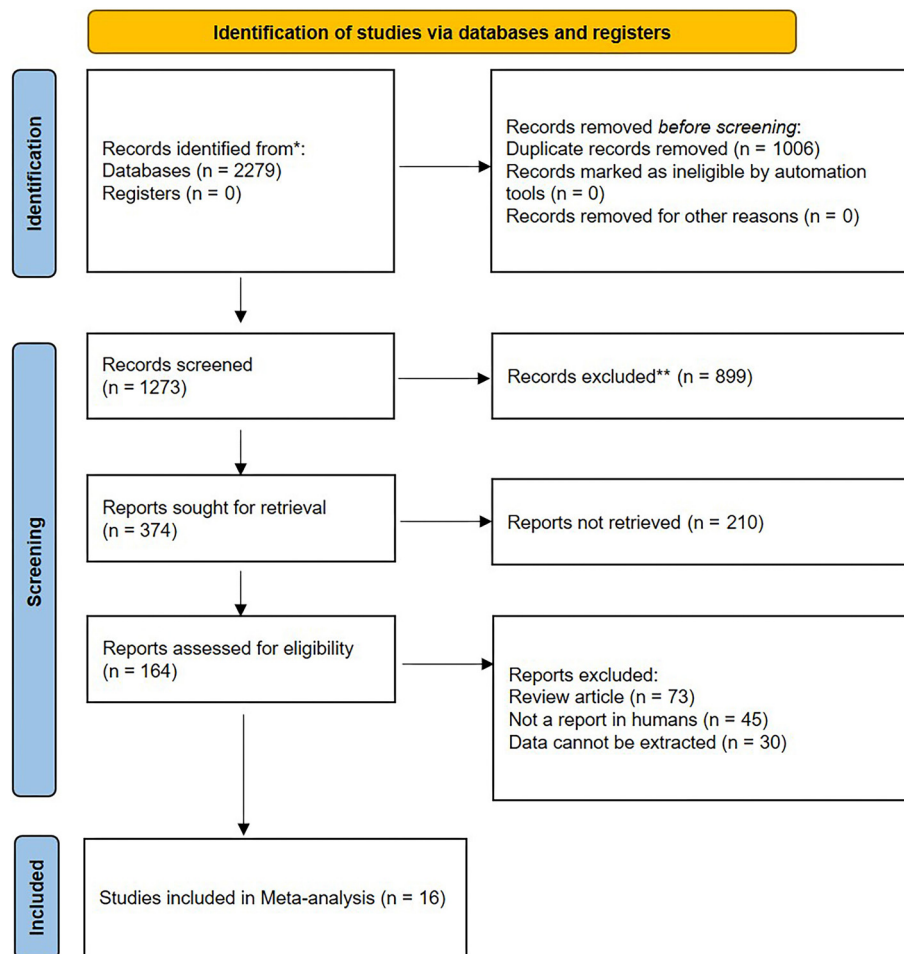 Identification of studies via databases and registers
Identification
Records identified from*:
Databases (n = 2279)
Registers (n = 0)
Records removed before screening:
Duplicate records removed (n = 1006)
Records marked as ineligible by automation
tools (n = 0)
Records removed for other reasons (n = 0)
Screening
Records screened
(n = 1273)
Records excluded** (n = 899)
Reports sought for retrieval
(n = 374)
Reports not retrieved (n = 210)
Reports assessed for eligibility
(n = 164)
Reports excluded:
Review article (n = 73)
Not a report in humans (n = 45)
Data cannot be extracted (n = 30)
Included
Studies included in Meta-analysis (n = 16)